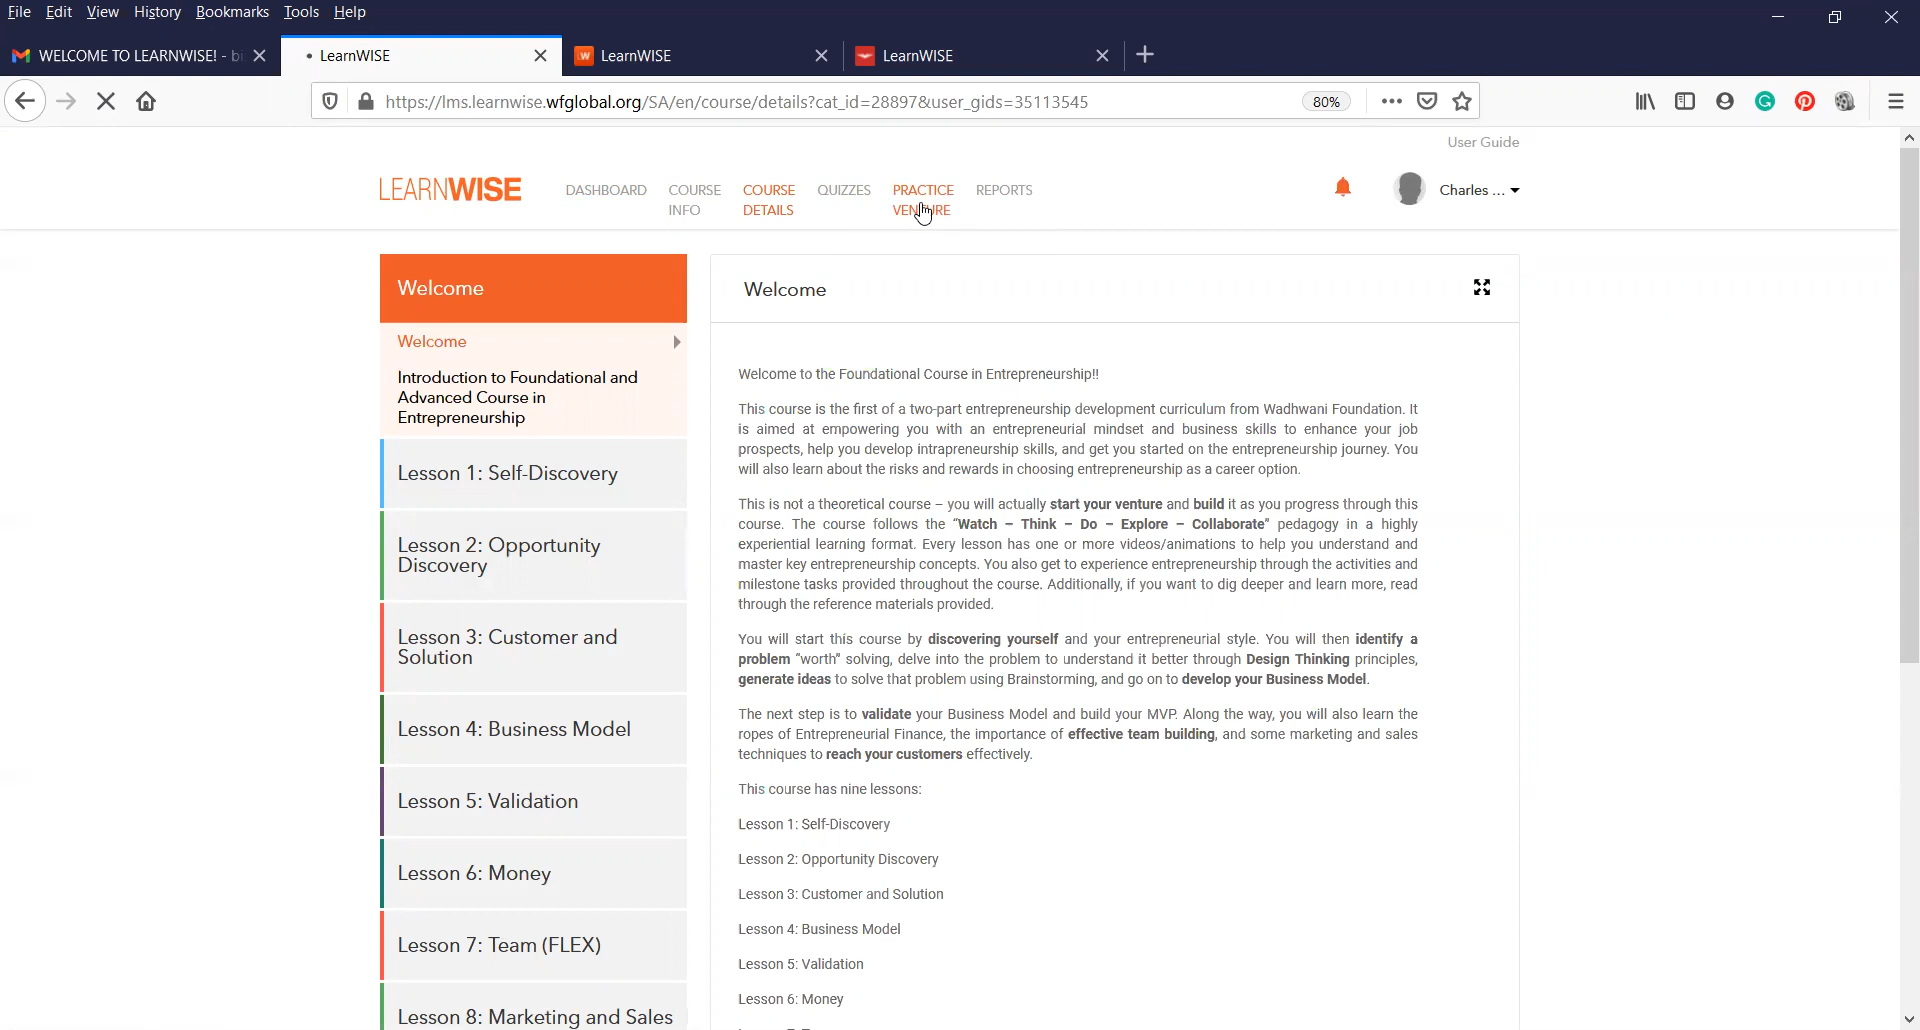 File Edit View History Bookmarks Tools Help
WELCOME TO LEARNWISE! - bi
LearnWISE
LearnWISE
LearnWISE
https://lms.learnwise.wfglobal.org/SA/en/course/details?cat_id=28897&user_gids=35113545
80%
User Guide
LEARNWISE
DASHBOARD
COURSE INFO
COURSE DETAILS
QUIZZES
PRACTICE VENTURE
REPORTS
Charles ...
Welcome
Welcome
Introduction to Foundational and
Advanced Course in
Entrepreneurship
Lesson 1: Self-Discovery
Lesson 2: Opportunity
Discovery
Lesson 3: Customer and
Solution
Lesson 4: Business Model
Lesson 5: Validation
Lesson 6: Money
Lesson 7: Team (FLEX)
Lesson 8: Marketing and Sales
Welcome
Welcome to the Foundational Course in Entrepreneurship!!
This course is the first of a two-part entrepreneurship development curriculum from Wadhwani Foundation. It
is aimed at empowering you with an entrepreneurial mindset and business skills to enhance your job
prospects, help you develop intrapreneurship skills, and get you started on the entrepreneurship journey. You
will also learn about the risks and rewards in choosing entrepreneurship as a career option.
This is not a theoretical course – you will actually start your venture and build it as you progress through this
course. The course follows the “Watch – Think – Do – Explore – Collaborate” pedagogy in a highly
experiential learning format. Every lesson has one or more videos/animations to help you understand and
master key entrepreneurship concepts. You also get to experience entrepreneurship through the activities and
milestone tasks provided throughout the course. Additionally, if you want to dig deeper and learn more, read
through the reference materials provided.
You will start this course by discovering yourself and your entrepreneurial style. You will then identify a
problem “worth” solving, delve into the problem to understand it better through Design Thinking principles,
generate ideas to solve that problem using Brainstorming, and go on to develop your Business Model.
The next step is to validate your Business Model and build your MVP. Along the way, you will also learn the
ropes of Entrepreneurial Finance, the importance of effective team building, and some marketing and sales
techniques to reach your customers effectively.
This course has nine lessons:
Lesson 1: Self-Discovery
Lesson 2: Opportunity Discovery
Lesson 3: Customer and Solution
Lesson 4: Business Model
Lesson 5: Validation
Lesson 6: Money